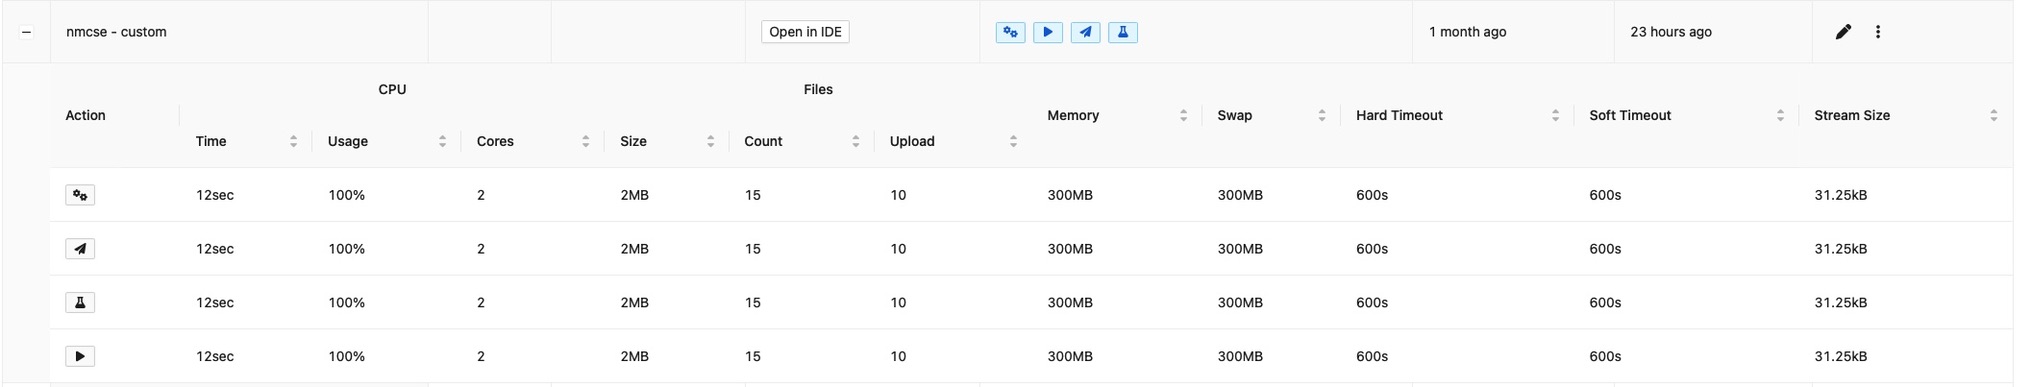 nmcse - custom Open in IDE 1 month ago 23 hours ago
CPU Files
Action Memory Swap Hard Timeout Soft Timeout Stream Size
Time Usage Cores Size Count Upload
12sec 100% 2 2MB 15 10 300MB 300MB 600s 600s 31.25kB
12sec 100% 2 2MB 15 10 300MB 300MB 600s 600s 31.25kB
12sec 100% 2 2MB 15 10 300MB 300MB 600s 600s 31.25kB
12sec 100% 2 2MB 15 10 300MB 300MB 600s 600s 31.25kB